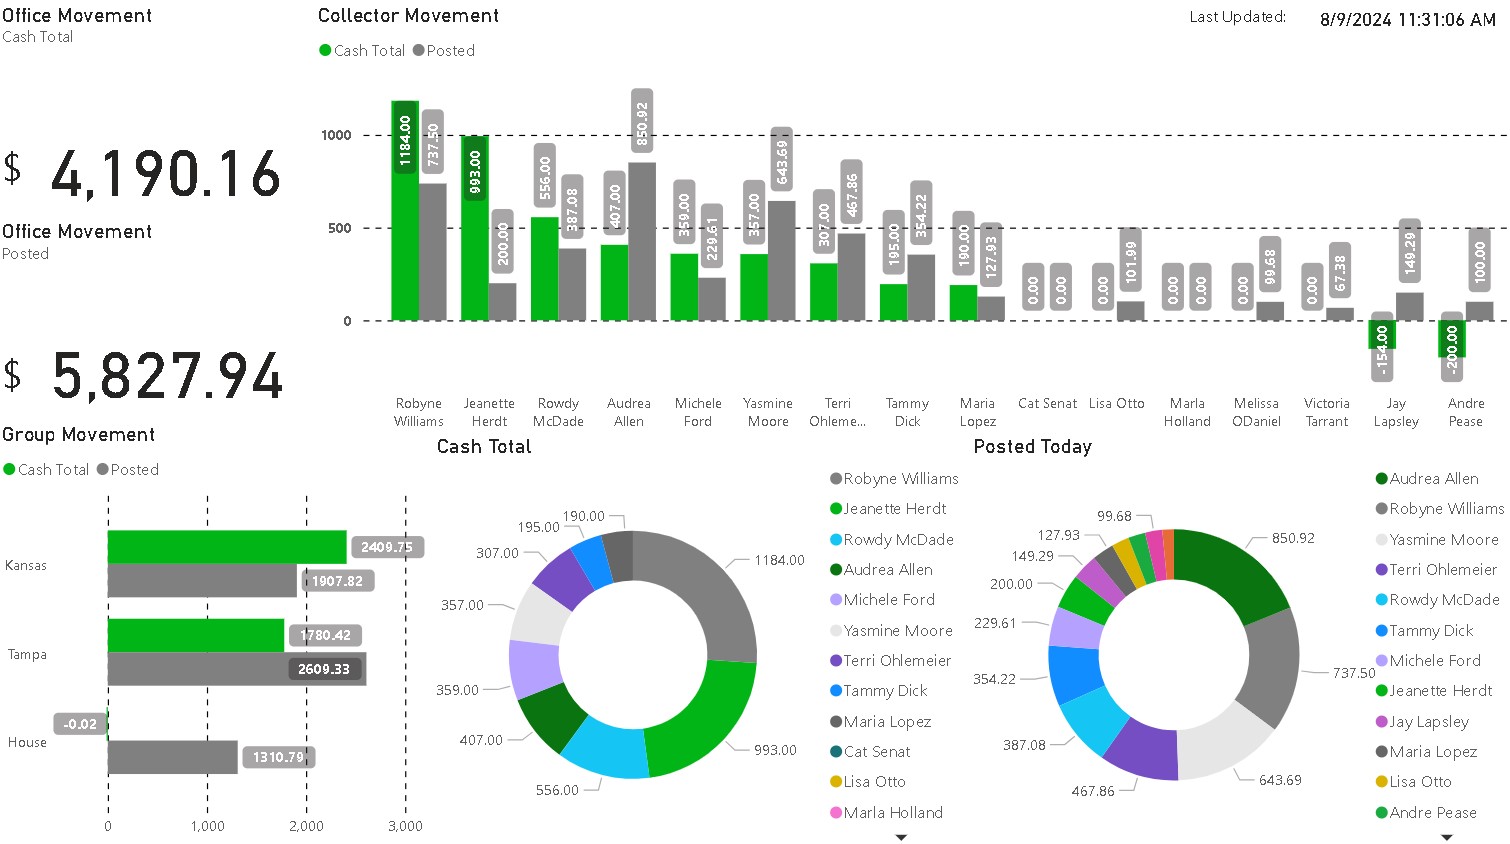 Office Movement
Cash Total
$ 4,190.16
Office Movement
Posted
$ 5,827.94
Collector Movement
Cash Total Posted
Last Updated: 8/9/2024 11:31:06 AM
1000
500
0
1184.00
737.50
993.00
200.00
556.00
387.08
407.00
850.92
359.00
229.61
357.00
643.69
307.00
467.86
195.00
354.22
190.00
127.93
0.00
0.00
0.00
101.99
0.00
0.00
0.00
99.68
0.00
67.38
-154.00
149.29
-200.00
100.00
Robyne Williams
Jeanette Herdt
Rowdy McDade
Audrea Allen
Michele Ford
Yasmine Moore
Terri Ohleme...
Tammy Dick
Maria Lopez
Cat Senat
Lisa Otto
Marla Holland
Melissa ODaniel
Victoria Tarrant
Jay Lapsley
Andre Pease
Group Movement
Cash Total Posted
Kansas
2409.75
1907.82
Tampa
1780.42
2609.33
House
-0.02
1310.79
0 1,000 2,000 3,000
Cash Total
1184.00
993.00
556.00
407.00
359.00
357.00
307.00
195.00
190.00
Robyne Williams
Jeanette Herdt
Rowdy McDade
Audrea Allen
Michele Ford
Yasmine Moore
Terri Ohlemeier
Tammy Dick
Maria Lopez
Cat Senat
Lisa Otto
Marla Holland
Posted Today
850.92
737.50
643.69
467.86
387.08
354.22
229.61
200.00
149.29
127.93
99.68
Audrea Allen
Robyne Williams
Yasmine Moore
Terri Ohlemeier
Rowdy McDade
Tammy Dick
Michele Ford
Jeanette Herdt
Jay Lapsley
Maria Lopez
Lisa Otto
Andre Pease